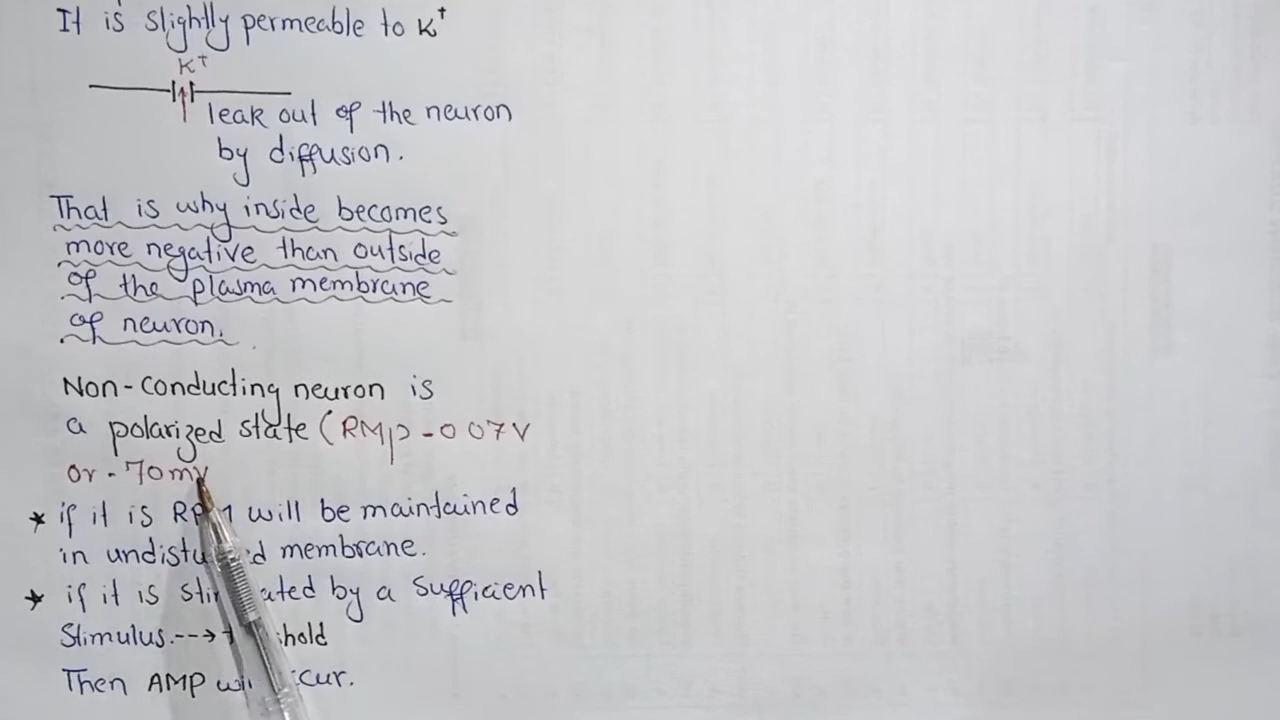 It is slightly permeable to K⁺
K⁺
leak out of the neuron
by diffusion.
That is why inside becomes
more negative than outside
of the plasma membrane
of neuron.
Non-conducting neuron is
a polarized state (RMP -0 07V
or - 70mV
* if it is will be maintained
in membrane.
* if it is by a sufficient
Stimulus. --->
Then AMP